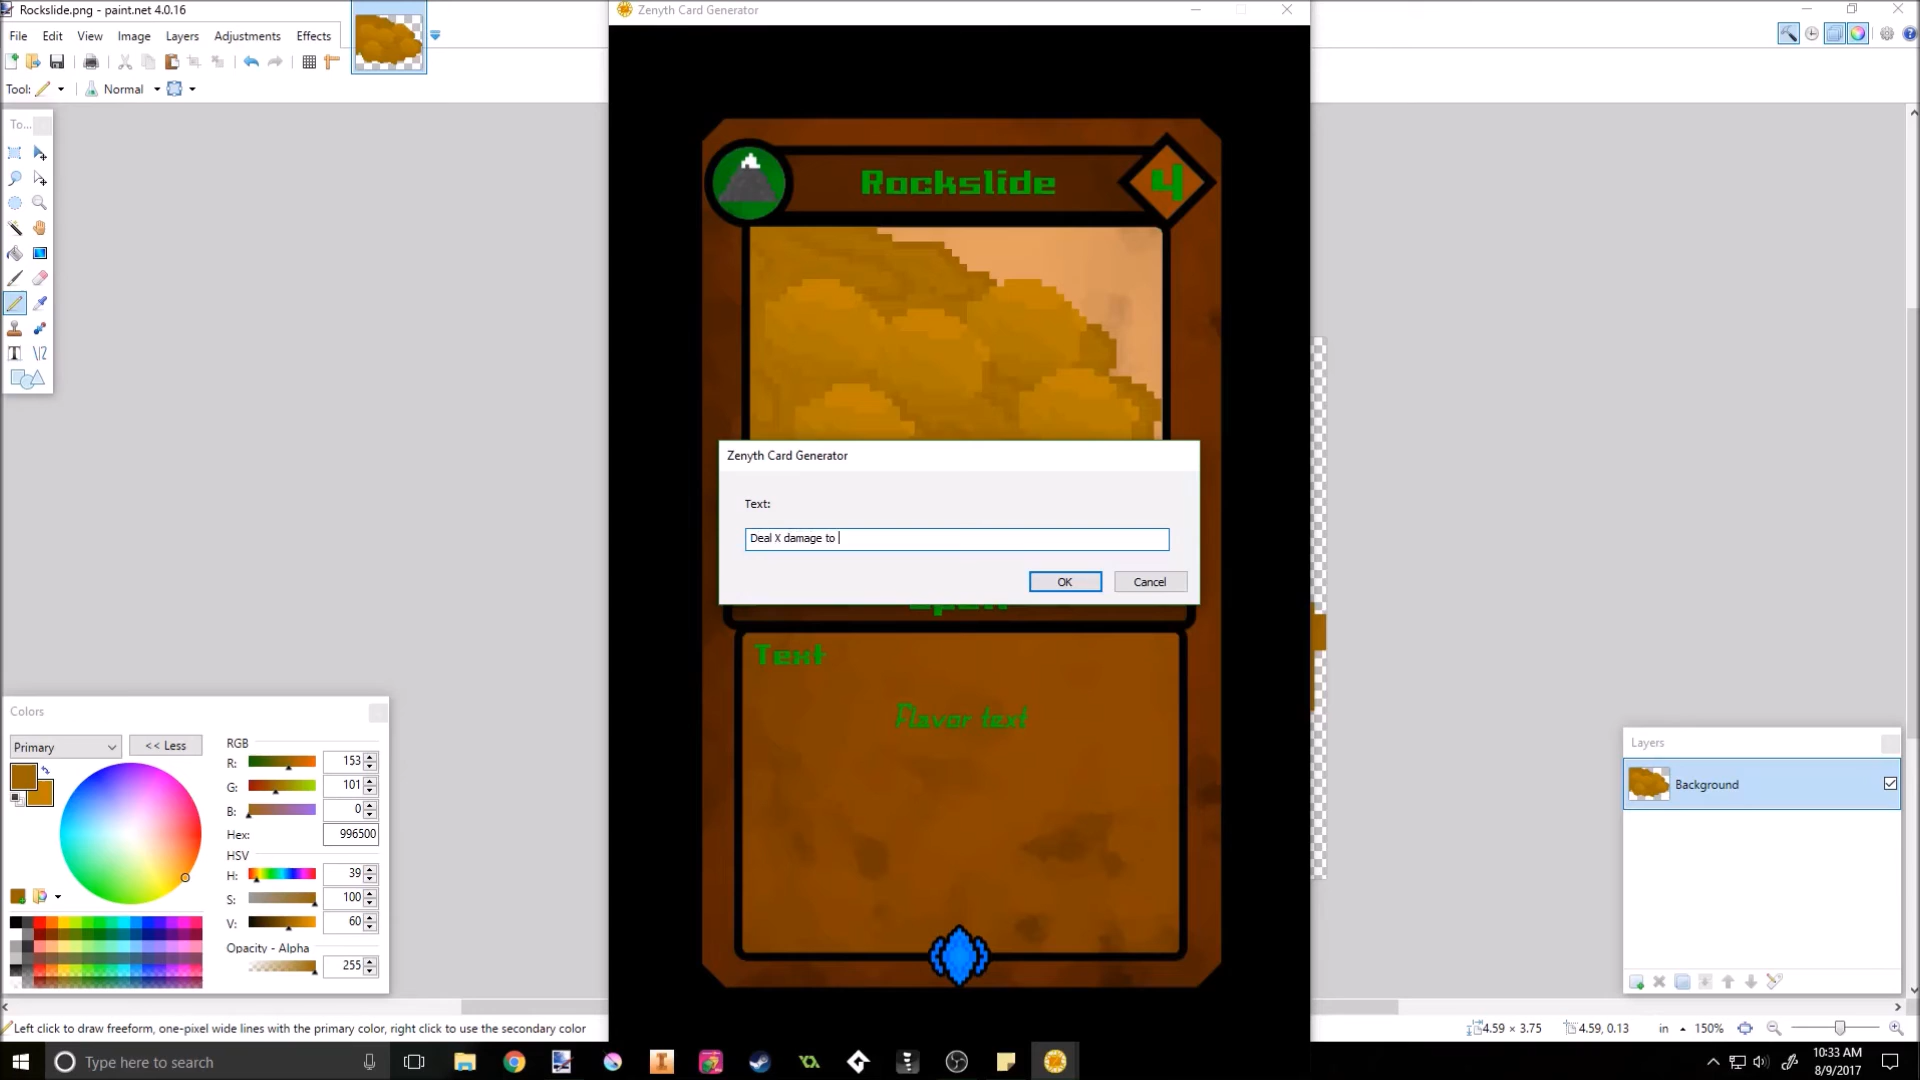 Rockslide.png - paint.net 4.0.16
File Edit View Image Layers Adjustments Effects
Tool: Normal
To...
Zenyth Card Generator
Rockslide
4
Zenyth Card Generator
Text:
Deal X damage to
OK Cancel
Text
Flavor text
Colors
Primary << Less
RGB
R: 153
G: 101
B: 0
Hex: 996500
HSV
H: 39
S: 100
V: 60
Opacity - Alpha
255
Layers
Background
Left click to draw freeform, one-pixel wide lines with the primary color, right click to use the secondary color
4.59 × 3.75 4.59, 0.13 in 150%
Type here to search
10:33 AM
8/9/2017